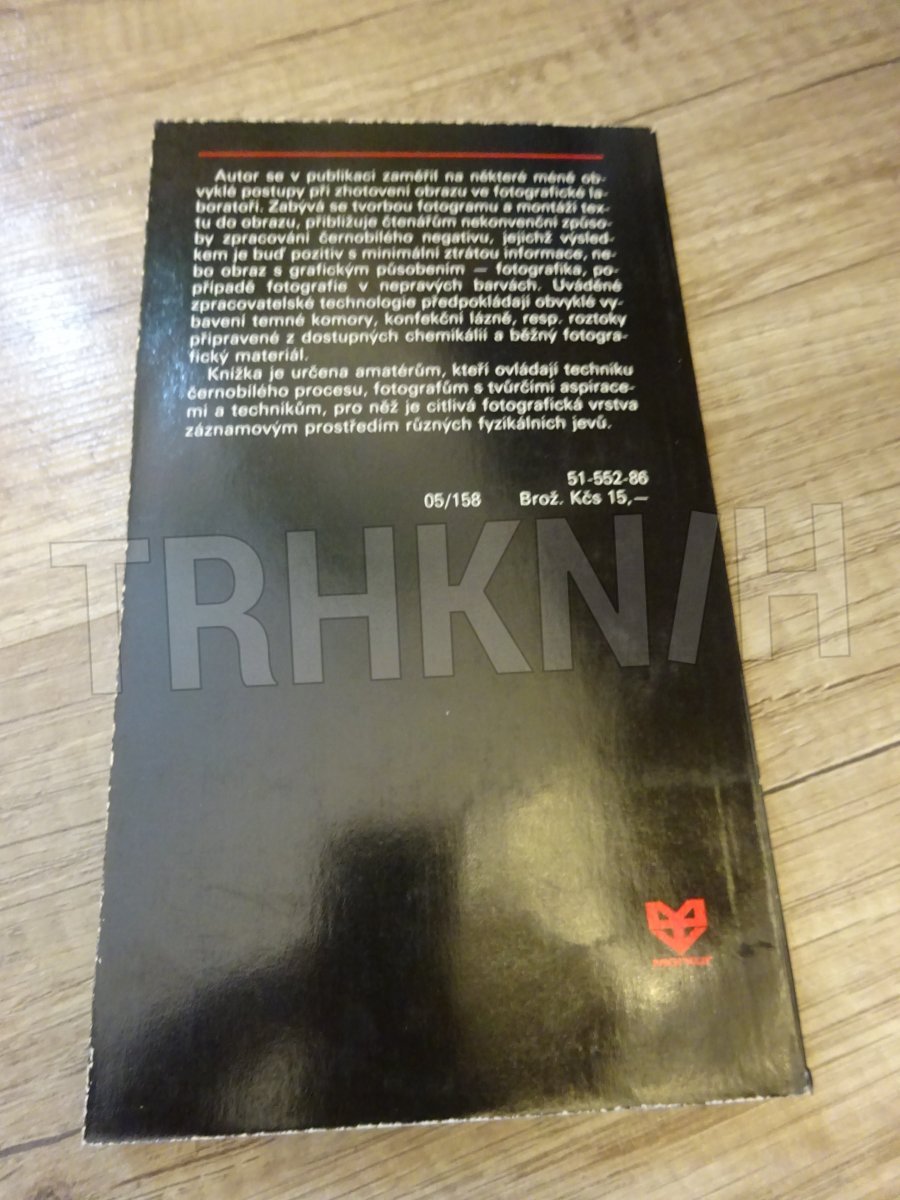 Autor se v publikaci zaměřil na některé méně ob-
vyklé postupy při zhotovení obrazu ve fotografické la-
boratoři. Zabývá se tvorbou fotogramu a montáží tex-
tu do obrazu, přibližuje čtenářům nekonvenční způso-
by zpracování černobílého negativu, jejichž výsled-
kem je buď pozitiv s minimální ztrátou informace, ne-
bo obraz s grafickým působením — fotografika, po-
případě fotografie v nepravých barvách. Uváděné
zpracovatelské technologie předpokládají obvyklé vy-
bavení temné komory, konfekční lázně, resp. roztoky
připravené z dostupných chemikálií a běžný fotogra-
fický materiál.
Knížka je určena amatérům, kteří ovládají techniku
černobílého procesu, fotografům s tvůrčími aspirace-
mi a technikům, pro něž je citlivá fotografická vrstva
záznamovým prostředím různých fyzikálních jevů.
51-552-86
05/158 Brož. Kčs 15,—
TRHKNIH